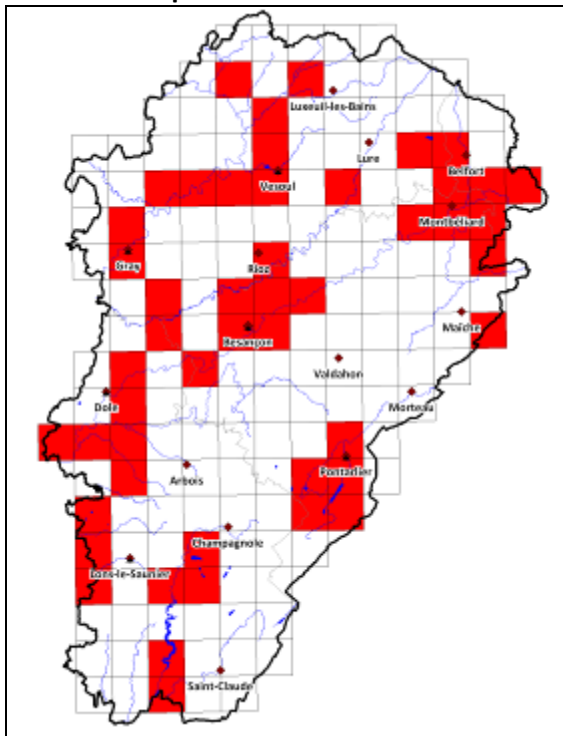 Luxeuil-les-Bains
Lure
Belfort
Vesoul
Montbéliard
Gray
Rioz
Maîche
Besançon
Valdahon
Dole
Morteau
Pontarlier
Arbois
Champagnole
Lons-le-Saunier
Saint-Claude